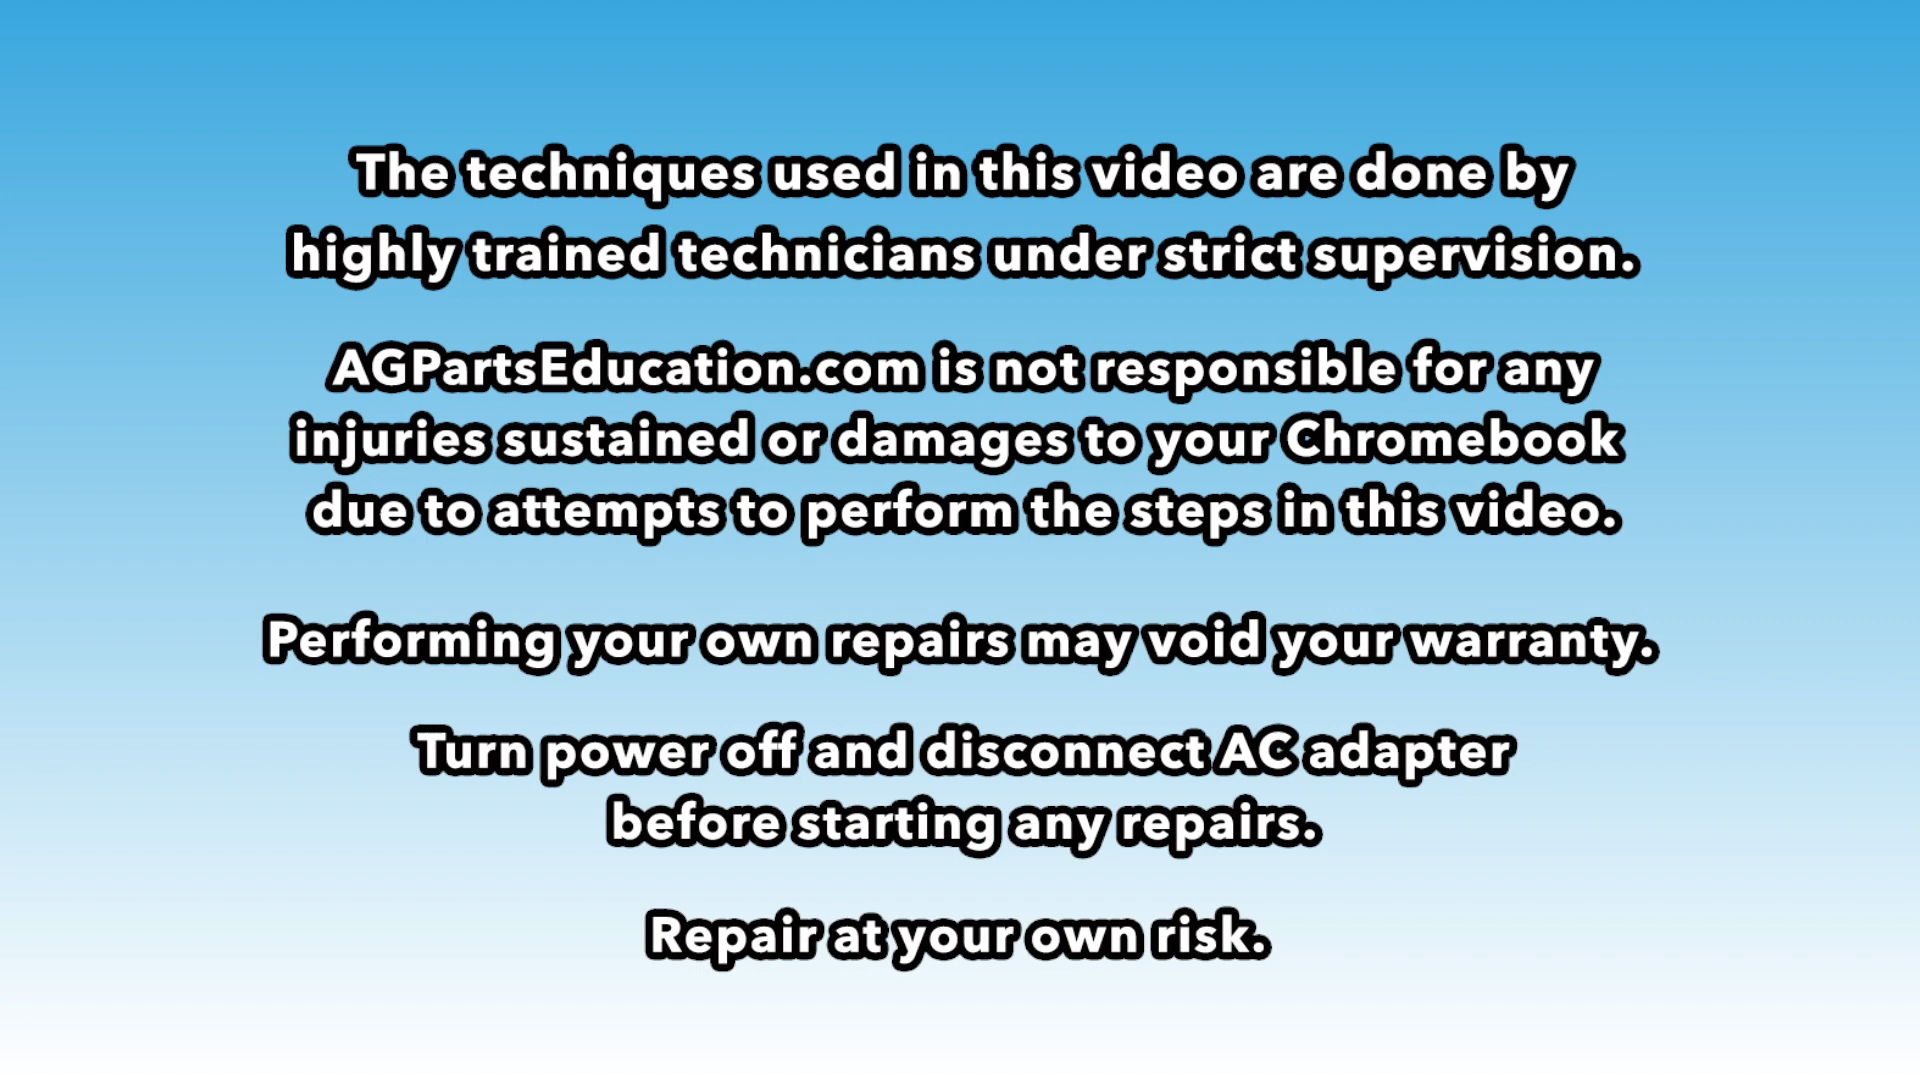 The techniques used in this video are done by
highly trained technicians under strict supervision.
AGPartsEducation.com is not responsible for any
injuries sustained or damages to your Chromebook
due to attempts to perform the steps in this video.
Performing your own repairs may void your warranty.
Turn power off and disconnect AC adapter
before starting any repairs.
Repair at your own risk.